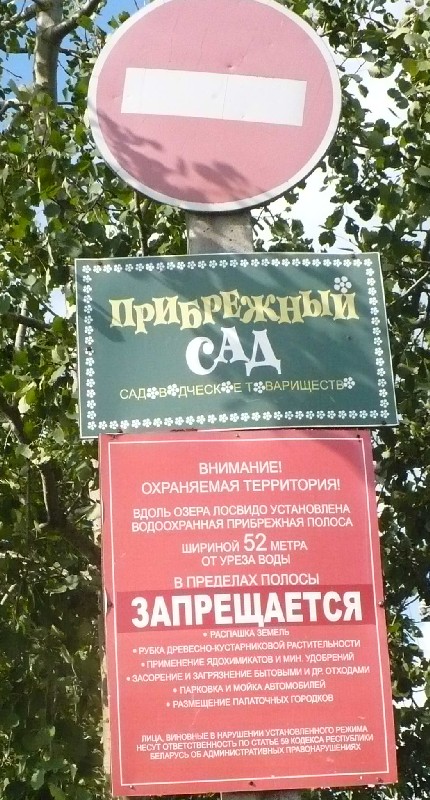 ПРИБРЕЖНЫЙ
САД
САДОВОДЧЕСКОЕ ТОВАРИЩЕСТВО
ВНИМАНИЕ!
ОХРАНЯЕМАЯ ТЕРРИТОРИЯ!
ВДОЛЬ ОЗЕРА ЛОСВИДО УСТАНОВЛЕНА
ВОДООХРАННАЯ ПРИБРЕЖНАЯ ПОЛОСА
ШИРИНОЙ 52 МЕТРА
ОТ УРЕЗА ВОДЫ
В ПРЕДЕЛАХ ПОЛОСЫ
ЗАПРЕЩАЕТСЯ
• РАСПАШКА ЗЕМЕЛЬ
• РУБКА ДРЕВЕСНО-КУСТАРНИКОВОЙ РАСТИТЕЛЬНОСТИ
• ПРИМЕНЕНИЕ ЯДОХИМИКАТОВ И МИН. УДОБРЕНИЙ
• ЗАСОРЕНИЕ И ЗАГРЯЗНЕНИЕ БЫТОВЫМИ И ДР. ОТХОДАМИ
• ПАРКОВКА И МОЙКА АВТОМОБИЛЕЙ
• РАЗМЕЩЕНИЕ ПАЛАТОЧНЫХ ГОРОДКОВ
ЛИЦА, ВИНОВНЫЕ В НАРУШЕНИИ УСТАНОВЛЕННОГО РЕЖИМА
НЕСУТ ОТВЕТСТВЕННОСТЬ ПО СТАТЬЕ 59 КОДЕКСА РЕСПУБЛИКИ
БЕЛАРУСЬ ОБ АДМИНИСТРАТИВНЫХ ПРАВОНАРУШЕНИЯХ